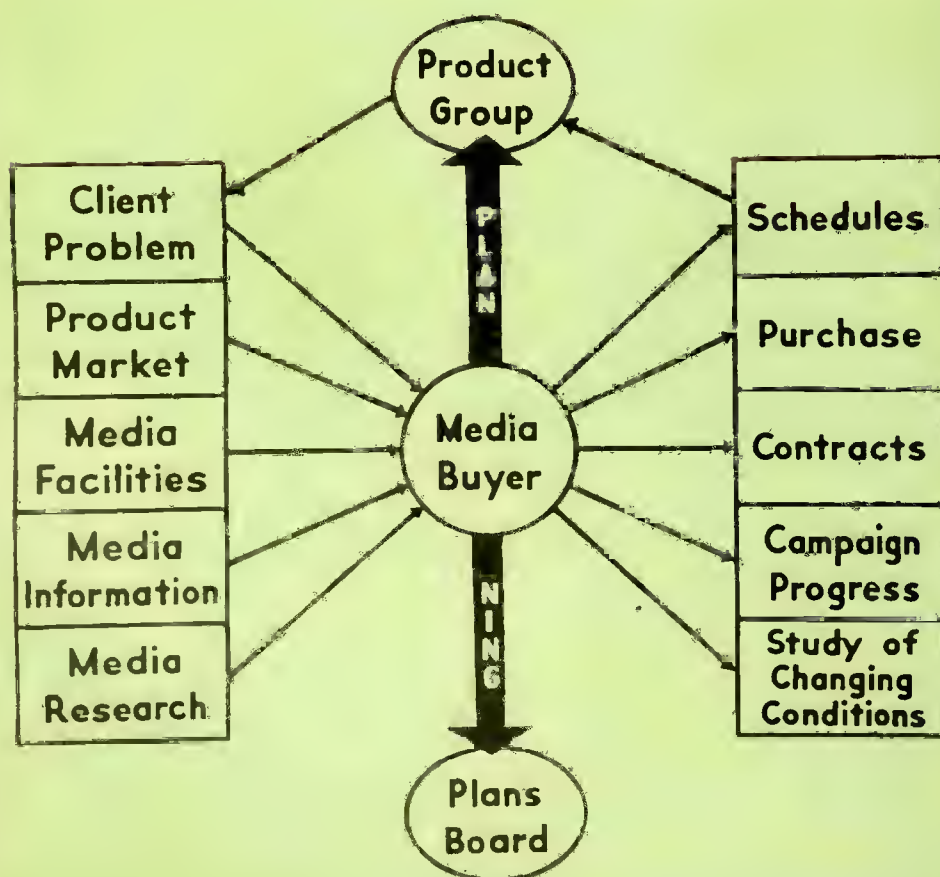 Product
Group
Client
Problem
Product
Market
Media
Facilities
Media
Information
Media
Research
PLAN
Media
Buyer
NING
Schedules
Purchase
Contracts
Campaign
Progress
Study of
Changing
Conditions
Plans
Board